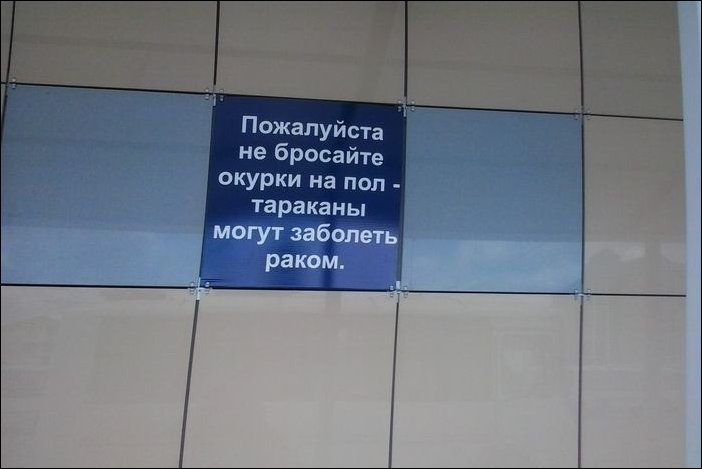 Пожалуйста
не бросайте
окурки на пол -
тараканы
могут заболеть
раком.